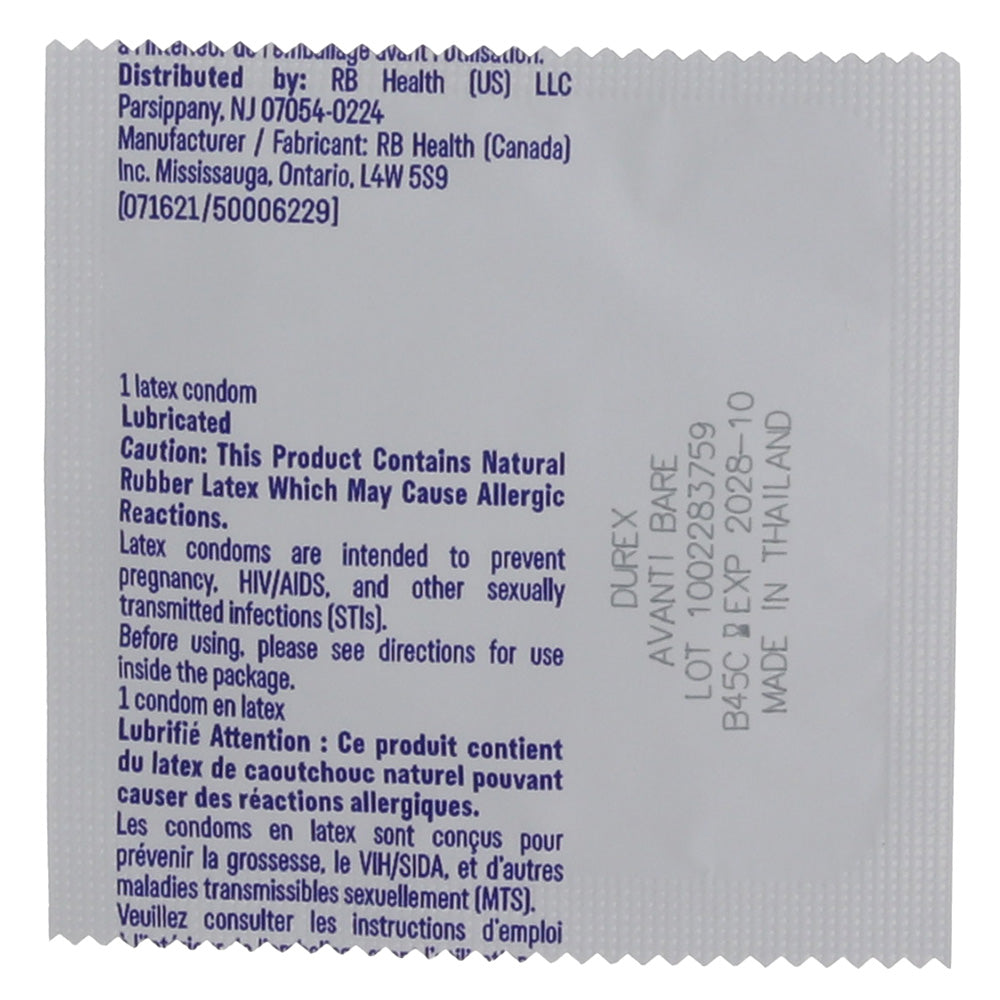 Distributed by: RB Health (US) LLC
Parsippany, NJ 07054-0224
Manufacturer / Fabricant: RB Health (Canada)
Inc. Mississauga, Ontario, L4W 5S9
[071621/50006229]
1 latex condom
Lubricated
Caution: This Product Contains Natural
Rubber Latex Which May Cause Allergic
Reactions.
Latex condoms are intended to prevent
pregnancy, HIV/AIDS, and other sexually
transmitted infections (STIs).
Before using, please see directions for use
inside the package.
1 condom en latex
Lubrifié Attention : Ce produit contient
du latex de caoutchouc naturel pouvant
causer des réactions allergiques.
Les condoms en latex sont conçus pour
prévenir la grossesse, le VIH/SIDA, et d'autres
maladies transmissibles sexuellement (MTS).
Veuillez consulter les instructions d'emploi
DUREX
AVANTI BARE
LOT 1002283759
B45C EXP 2028-10
MADE IN THAILAND